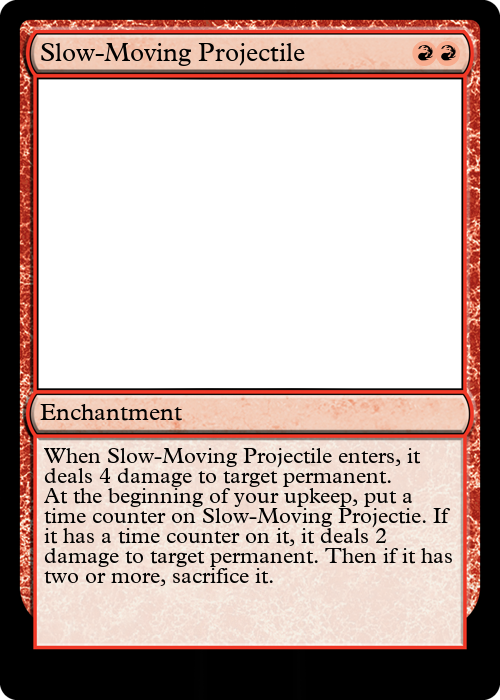 Slow-Moving Projectile
Enchantment
When Slow-Moving Projectile enters, it
deals 4 damage to target permanent.
At the beginning of your upkeep, put a
time counter on Slow-Moving Projectie. If
it has a time counter on it, it deals 2
damage to target permanent. Then if it has
two or more, sacrifice it.